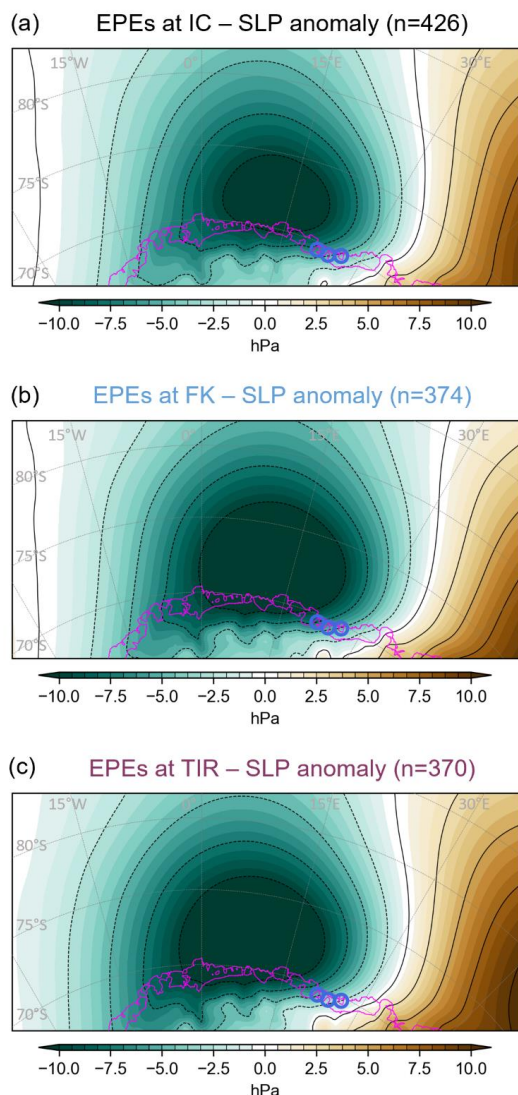 (a) EPEs at IC – SLP anomaly (n=426)
15°W 0° 15°E 30°E
80°S
75°S
70°S
−10.0 −7.5 −5.0 −2.5 0.0 2.5 5.0 7.5 10.0
hPa
(b) EPEs at FK – SLP anomaly (n=374)
15°W 0° 15°E 30°E
80°S
75°S
70°S
−10.0 −7.5 −5.0 −2.5 0.0 2.5 5.0 7.5 10.0
hPa
(c) EPEs at TIR – SLP anomaly (n=370)
15°W 0° 15°E 30°E
80°S
75°S
70°S
−10.0 −7.5 −5.0 −2.5 0.0 2.5 5.0 7.5 10.0
hPa